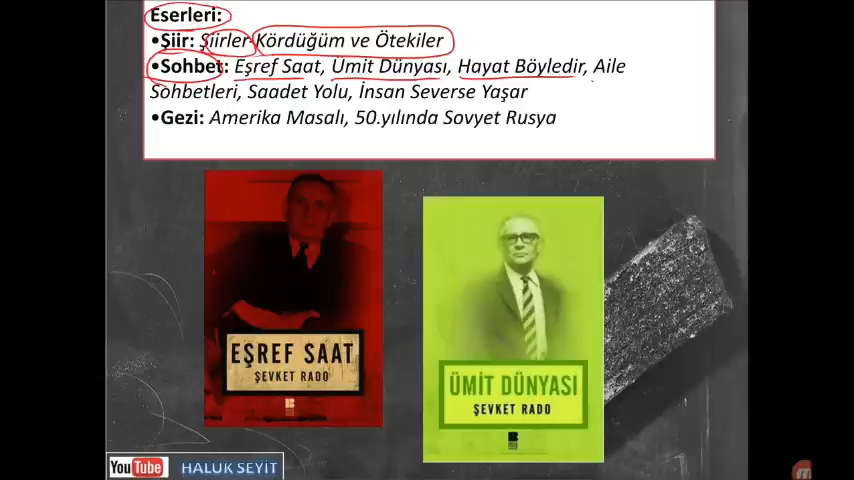 Eserleri:
•Şiir: Şiirler-Kördüğüm ve Ötekiler
•Sohbet: Eşref Saat, Ümit Dünyası, Hayat Böyledir, Aile
Sohbetleri, Saadet Yolu, İnsan Severse Yaşar
•Gezi: Amerika Masalı, 50.yılında Sovyet Rusya
EŞREF SAAT
ŞEVKET RADO
ÜMİT DÜNYASI
ŞEVKET RADO
YouTube HALUK SEYİT